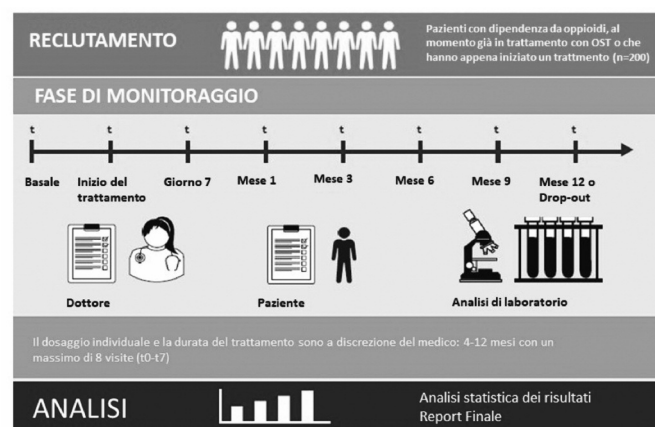 RECLUTAMENTO
Pazienti con dipendenza da oppioidi, al
momento già in trattamento con OST o che
hanno appena iniziato un trattmento (n=200)
FASE DI MONITORAGGIO
t t t t t t t t
Basale Inizio del Giorno 7 Mese 1 Mese 3 Mese 6 Mese 9 Mese 12 o
trattamento Drop-out
Dottore Paziente Analisi di laboratorio
Il dosaggio individuale e la durata del trattamento sono a discrezione del medico: 4-12 mesi con un
massimo di 8 visite (t0-t7)
ANALISI
Analisi statistica dei risultati
Report Finale